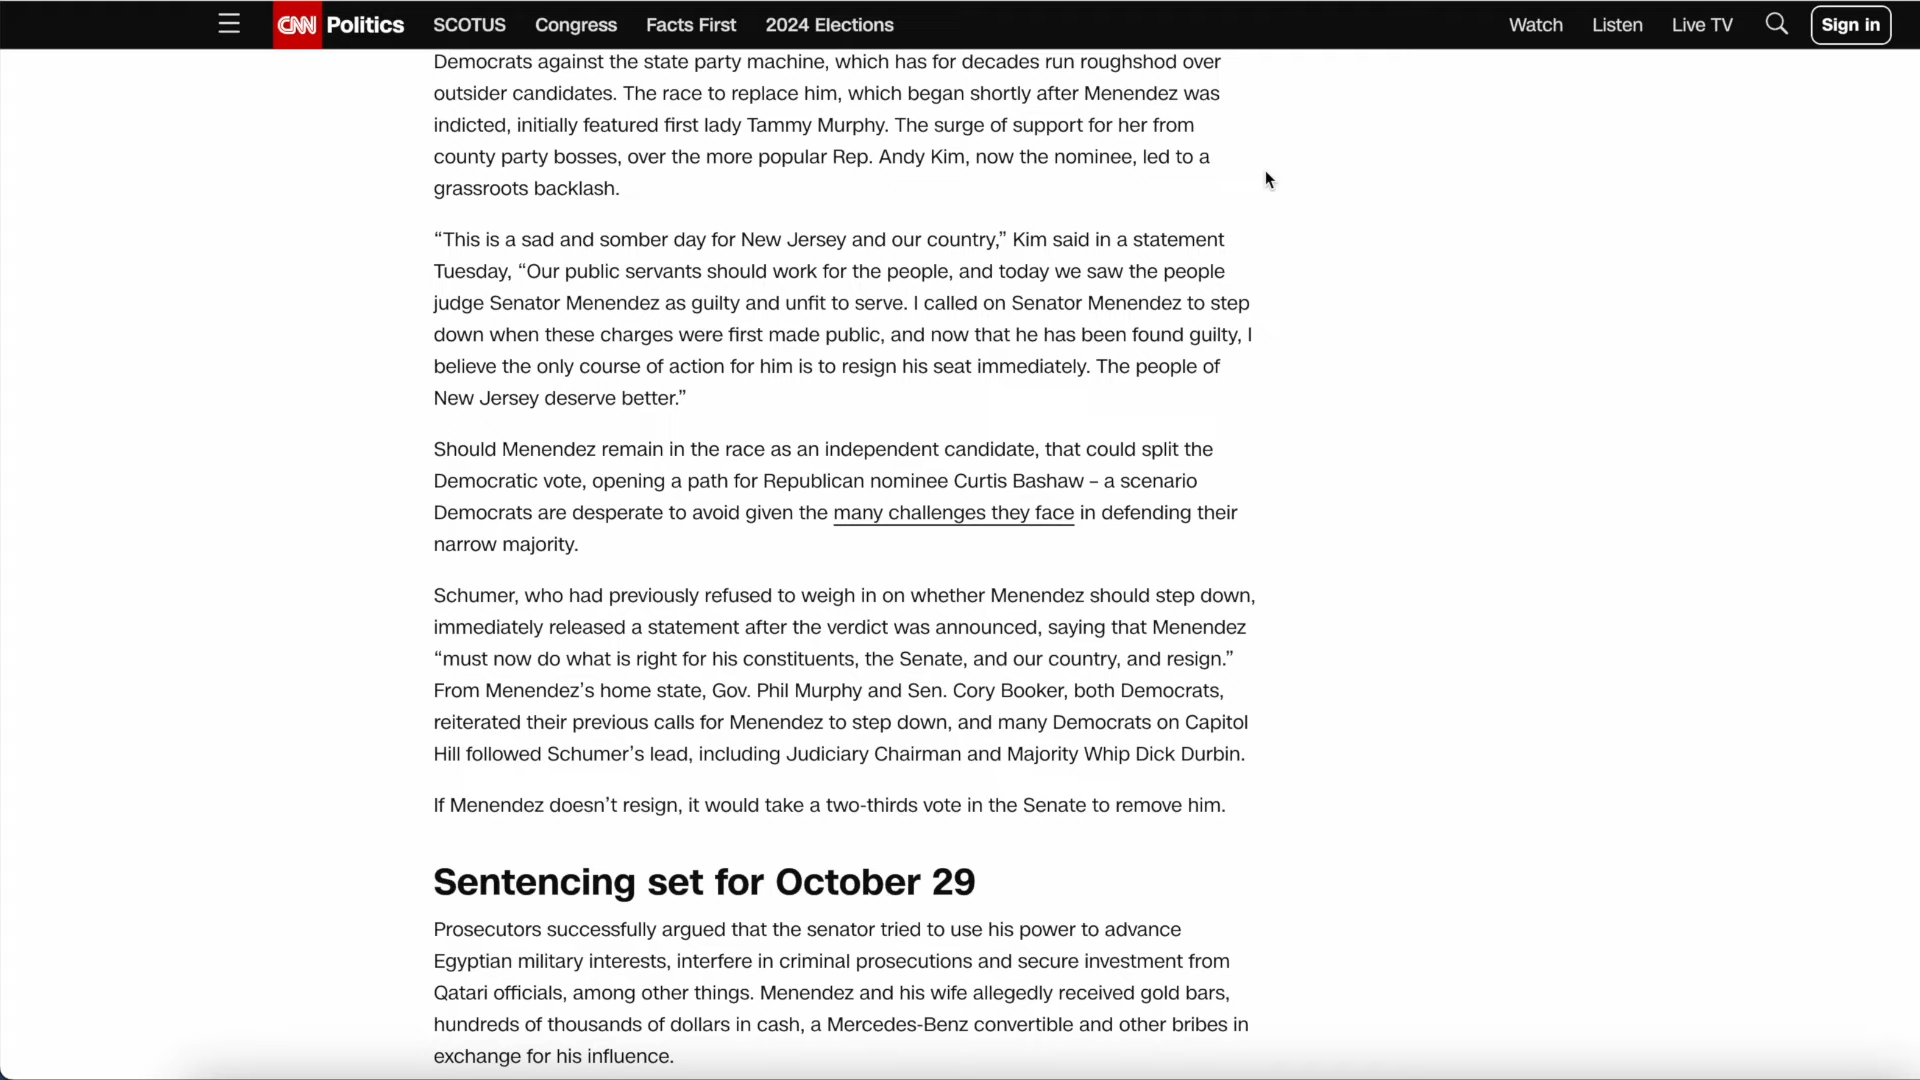 CNN Politics SCOTUS Congress Facts First 2024 Elections Watch Listen Live TV Sign in
Democrats against the state party machine, which has for decades run roughshod over
outsider candidates. The race to replace him, which began shortly after Menendez was
indicted, initially featured first lady Tammy Murphy. The surge of support for her from
county party bosses, over the more popular Rep. Andy Kim, now the nominee, led to a
grassroots backlash.
“This is a sad and somber day for New Jersey and our country,” Kim said in a statement
Tuesday, “Our public servants should work for the people, and today we saw the people
judge Senator Menendez as guilty and unfit to serve. I called on Senator Menendez to step
down when these charges were first made public, and now that he has been found guilty, I
believe the only course of action for him is to resign his seat immediately. The people of
New Jersey deserve better.”
Should Menendez remain in the race as an independent candidate, that could split the
Democratic vote, opening a path for Republican nominee Curtis Bashaw – a scenario
Democrats are desperate to avoid given the many challenges they face in defending their
narrow majority.
Schumer, who had previously refused to weigh in on whether Menendez should step down,
immediately released a statement after the verdict was announced, saying that Menendez
“must now do what is right for his constituents, the Senate, and our country, and resign.”
From Menendez’s home state, Gov. Phil Murphy and Sen. Cory Booker, both Democrats,
reiterated their previous calls for Menendez to step down, and many Democrats on Capitol
Hill followed Schumer’s lead, including Judiciary Chairman and Majority Whip Dick Durbin.
If Menendez doesn’t resign, it would take a two-thirds vote in the Senate to remove him.
Sentencing set for October 29
Prosecutors successfully argued that the senator tried to use his power to advance
Egyptian military interests, interfere in criminal prosecutions and secure investment from
Qatari officials, among other things. Menendez and his wife allegedly received gold bars,
hundreds of thousands of dollars in cash, a Mercedes-Benz convertible and other bribes in
exchange for his influence.